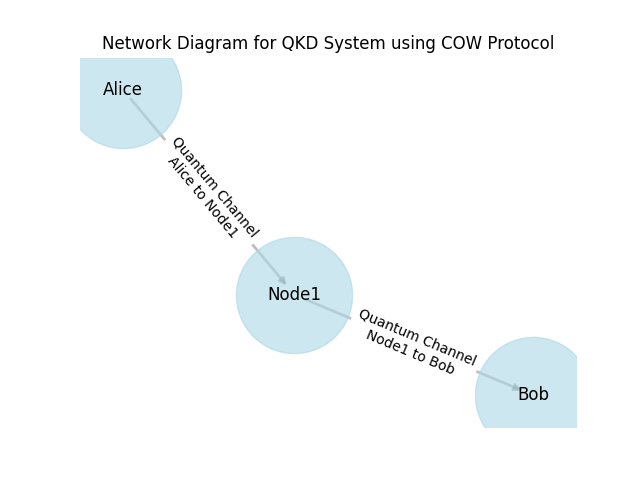 Network Diagram for QKD System using COW Protocol
Alice
Quantum Channel
Alice to Node1
Node1
Quantum Channel
Node1 to Bob
Bob